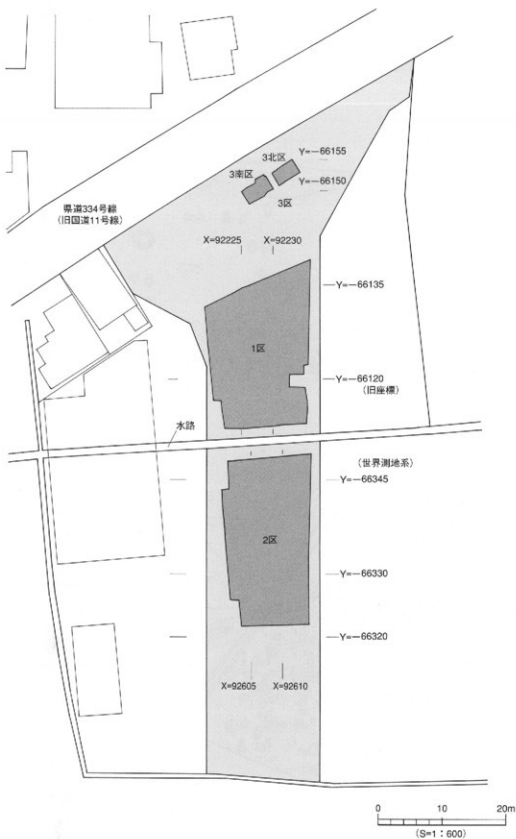 3北区
Y=−66155
3南区
Y=−66150
3区
県道334号線
(旧国道11号線)
X=92225
X=92230
Y=−66135
1区
Y=−66120
(旧座標)
水路
(世界測地系)
Y=−66345
2区
Y=−66330
Y=−66320
X=92605
X=92610
0 10 20m
(S=1：600)